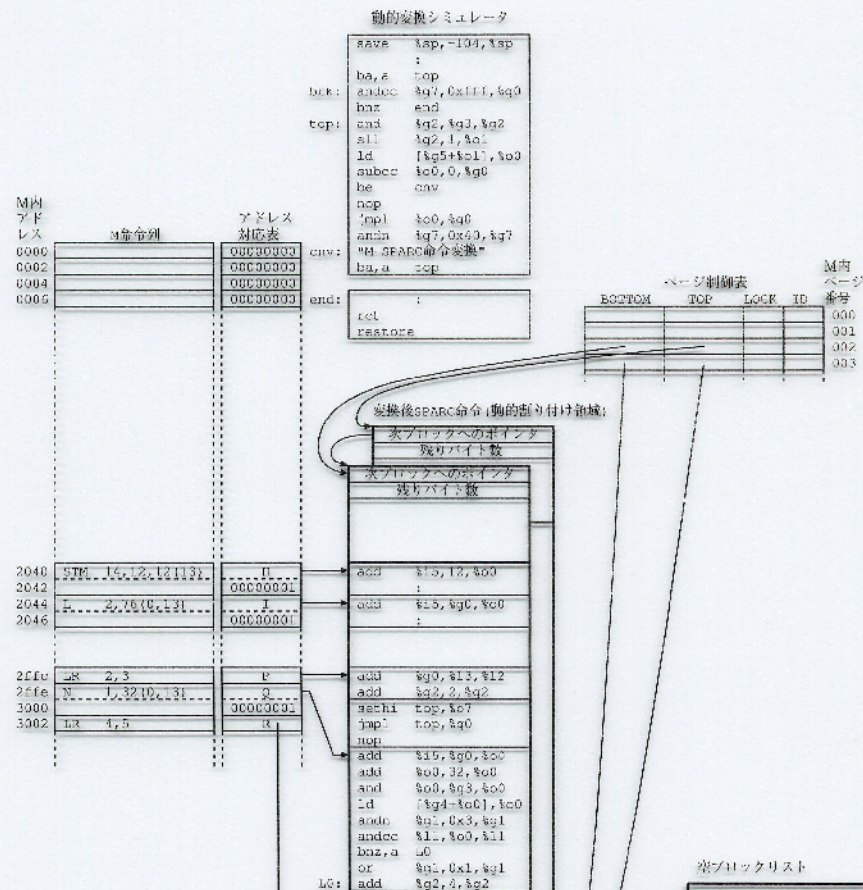 動的変換シミュレータ
save %sp,-104,%sp
:
ba,a top
brk: andcc %g7,0xfff,%g0
bnz end
top: and %g2,%g3,%g2
sll %g2,1,%o1
ld [%g5+%o1],%o0
subcc %o0,0,%g0
be cnv
nop
jmpl %o0,%g0
andn %g7,0x40,%g7
cnv: "M SPARC命令変換"
ba,a top
end: :
ret
restore
M内
アド
レス
M命令列
アドレス
対応表
0000 00000000
0002 00000000
0004 00000000
0006 00000000
ページ制御表
M内
ページ
番号
BOTTOM TOP LOCK ID
000
001
002
003
変換後SPARC命令(動的割り付け領域)
次ブロックへのポインタ
残りバイト数
次ブロックへのポインタ
残りバイト数
2040 STM 14,12,12(13) H add %i5,12,%o0
2042 00000001 :
2044 L 2,76(0,13) I add %i5,%g0,%o0
2046 00000001 :
2ffc LR 2,3 P add %g0,%l3,%l2
2ffe N 1,32(0,13) Q add %g2,2,%g2
3000 00000001 sethi top,%o7
3002 LR 4,5 R jmpl top,%g0
nop
add %i5,%g0,%o0
add %o0,32,%o0
and %o0,%g3,%o0
ld [%g4+%o0],%o0
andn %g1,0x3,%g1
andcc %l1,%o0,%l1
bnz,a L0
or %g1,0x1,%g1
L0: add %g2,4,%g2
空ブロックリスト